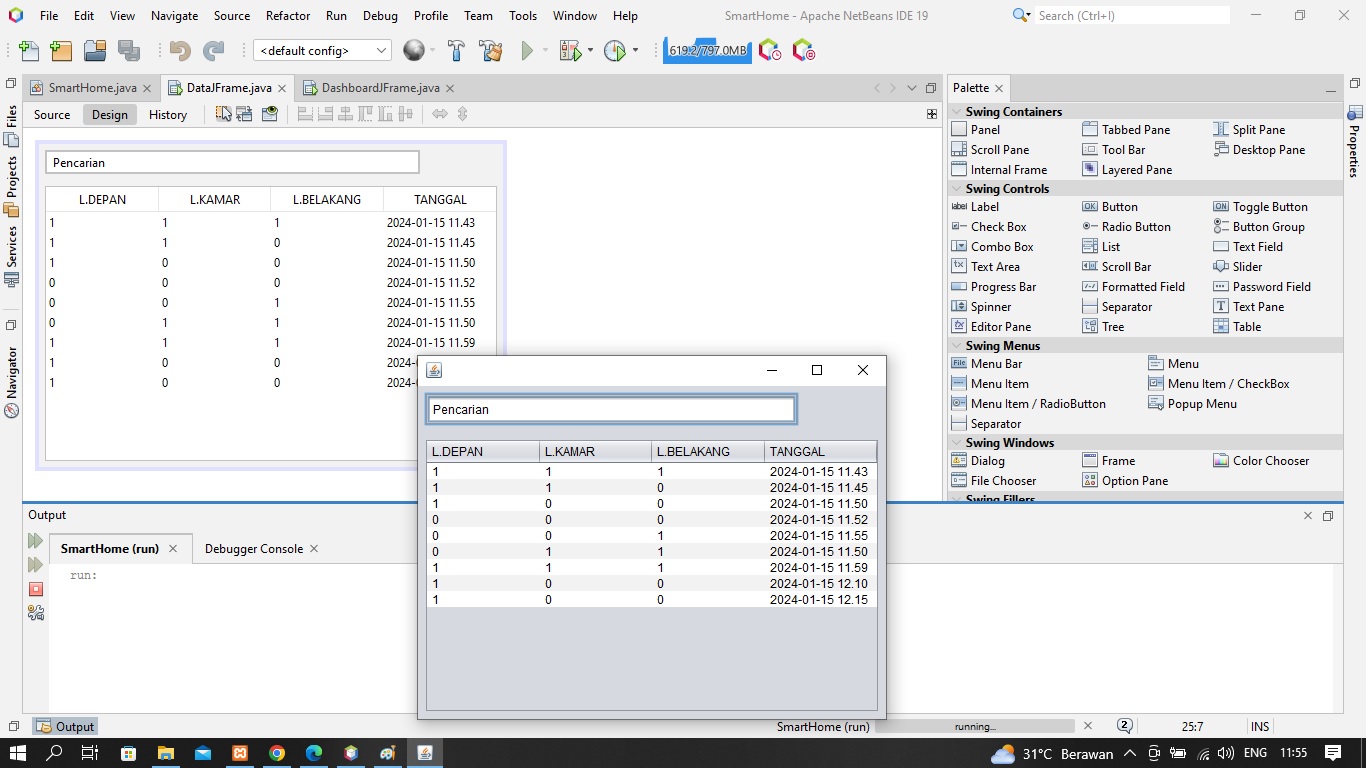 File Edit View Navigate Source Refactor Run Debug Profile Team Tools Window Help SmartHome - Apache NetBeans IDE 19 Search (Ctrl+I)
<default config> 619.2/797.0MB
SmartHome.java DataJFrame.java DashboardJFrame.java
Source Design History
Files
Projects
Services
Navigator
Pencarian
L.DEPAN L.KAMAR L.BELAKANG TANGGAL
1 1 1 2024-01-15 11.43
1 1 0 2024-01-15 11.45
1 0 0 2024-01-15 11.50
0 0 0 2024-01-15 11.52
0 0 1 2024-01-15 11.55
0 1 1 2024-01-15 11.50
1 1 1 2024-01-15 11.59
1 0 0 2024-
1 0 0 2024-
Palette
Properties
Swing Containers
Panel Tabbed Pane Split Pane
Scroll Pane Tool Bar Desktop Pane
Internal Frame Layered Pane
Swing Controls
label Label OK Button ON Toggle Button
Check Box Radio Button Button Group
Combo Box List Text Field
Text Area Scroll Bar Slider
Progress Bar Formatted Field Password Field
Spinner Separator Text Pane
Editor Pane Tree Table
Swing Menus
Menu Bar Menu
Menu Item Menu Item / CheckBox
Menu Item / RadioButton Popup Menu
Separator
Swing Windows
Dialog Frame Color Chooser
File Chooser Option Pane
Swing Fillers
Pencarian
L.DEPAN L.KAMAR L.BELAKANG TANGGAL
1 1 1 2024-01-15 11.43
1 1 0 2024-01-15 11.45
1 0 0 2024-01-15 11.50
0 0 0 2024-01-15 11.52
0 0 1 2024-01-15 11.55
0 1 1 2024-01-15 11.50
1 1 1 2024-01-15 11.59
1 0 0 2024-01-15 12.10
1 0 0 2024-01-15 12.15
Output
SmartHome (run) Debugger Console
run:
Output SmartHome (run) running... 2 25:7 INS
31°C Berawan ENG 11:55